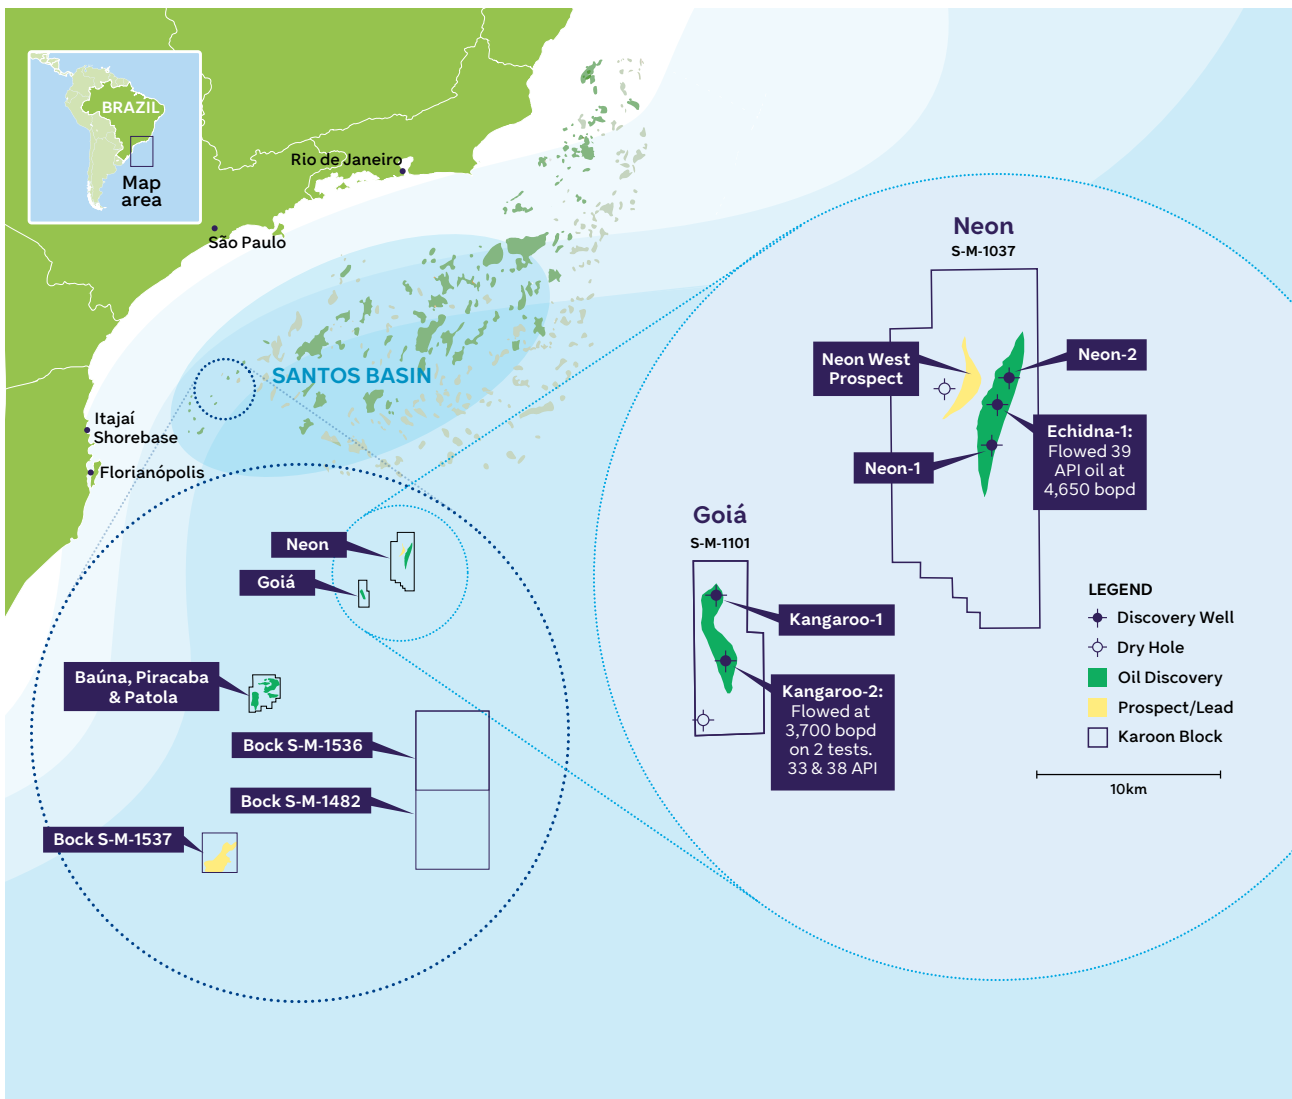 BRAZIL
Map
area
Rio de Janeiro
São Paulo
SANTOS BASIN
Itajaí
Shorebase
Florianópolis
Neon
Goiá
Baúna, Piracaba
& Patola
Bock S-M-1536
Bock S-M-1482
Bock S-M-1537
Neon
S-M-1037
Neon West
Prospect
Neon-2
Echidna-1:
Flowed 39
API oil at
4,650 bopd
Neon-1
Goiá
S-M-1101
Kangaroo-1
Kangaroo-2:
Flowed at
3,700 bopd
on 2 tests.
33 & 38 API
LEGEND
Discovery Well
Dry Hole
Oil Discovery
Prospect/Lead
Karoon Block
10km